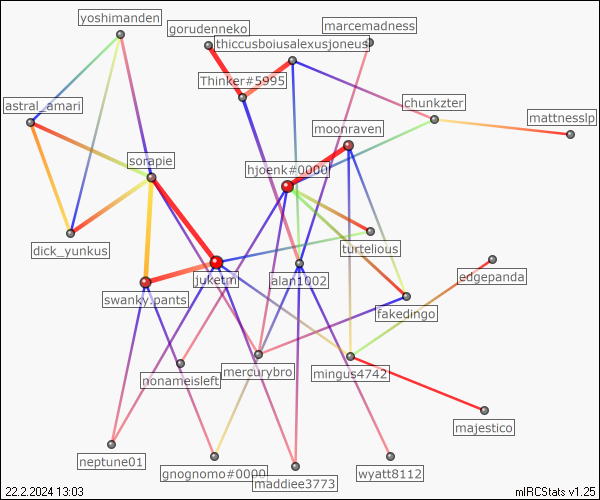 yoshimanden
gorudenneko
marcemadness
thiccusboiusalexusjoneus
Thinker#5995
astral_amari
chunkzter
mattnesslp
moonraven
sorapie
hjoenk#0000
dick_yunkus
turtelious
edgepanda
juketm
alan1002
swanky.pants
fakedingo
nonameisleft
mercurybro
mingus4742
majestico
neptune01
gnognomo#0000
maddiee3773
wyatt8112
22.2.2024 13:03
mIRCStats v1.25